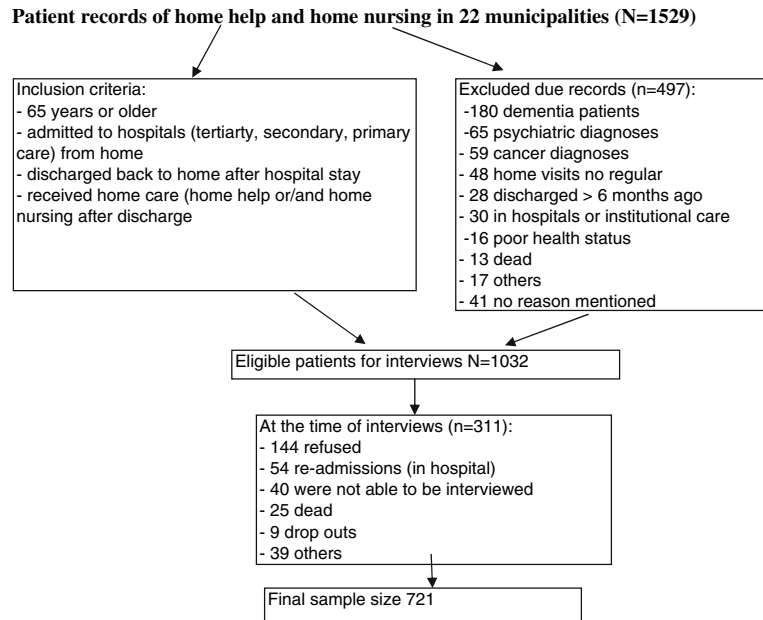 Patient records of home help and home nursing in 22 municipalities (N=1529)
Inclusion criteria:
- 65 years or older
- admitted to hospitals (tertiarty, secondary, primary
care) from home
- discharged back to home after hospital stay
- received home care (home help or/and home
nursing after discharge
Excluded due records (n=497):
-180 dementia patients
-65 psychiatric diagnoses
- 59 cancer diagnoses
- 48 home visits no regular
- 28 discharged > 6 months ago
- 30 in hospitals or institutional care
-16 poor health status
- 13 dead
- 17 others
- 41 no reason mentioned
Eligible patients for interviews N=1032
At the time of interviews (n=311):
- 144 refused
- 54 re-admissions (in hospital)
- 40 were not able to be interviewed
- 25 dead
- 9 drop outs
- 39 others
Final sample size 721